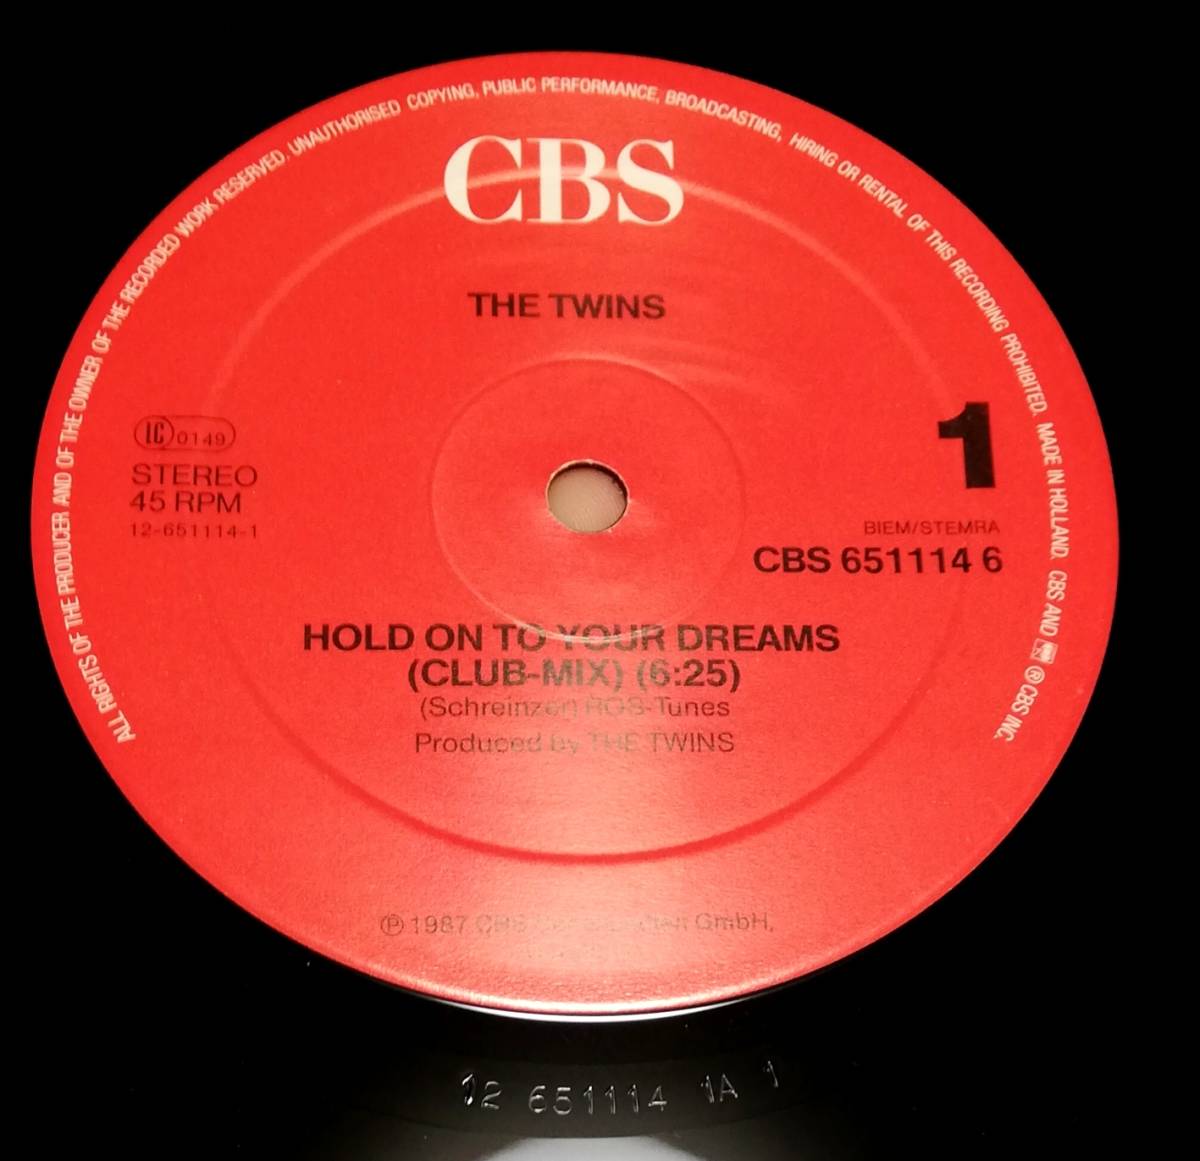 ALL RIGHTS OF THE PRODUCER AND OF THE OWNER OF THE RECORDED WORK RESERVED. UNAUTHORISED COPYING, PUBLIC PERFORMANCE, BROADCASTING, HIRING OR RENTAL OF THIS RECORDING PROHIBITED. MADE IN HOLLAND. CBS AND ® CBS INC.
CBS
THE TWINS
LC 0149
STEREO
45 RPM
12-651114-1
1
BIEM/STEMRA
CBS 651114 6
HOLD ON TO YOUR DREAMS
(CLUB-MIX) (6:25)
(Schreinzer) RGS-Tunes
Produced by THE TWINS
℗ 1987 CBS GmbH.
12 651114 1A 1